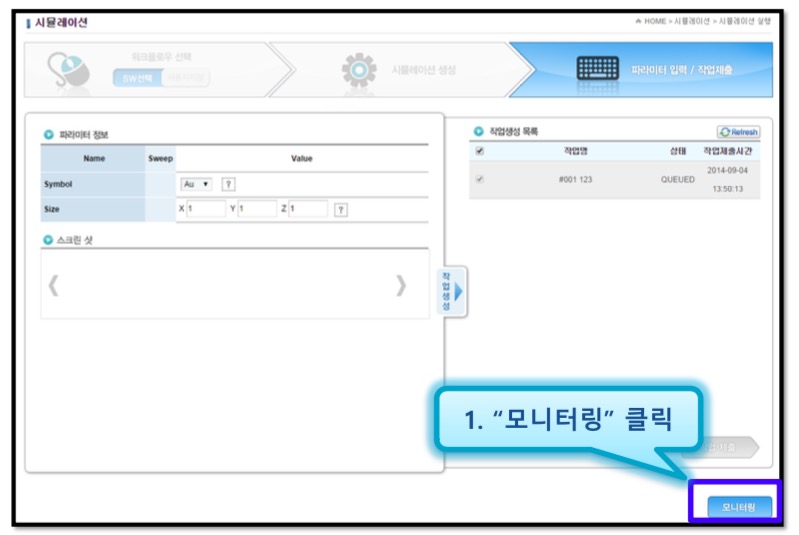 시뮬레이션
HOME > 시뮬레이션 > 시뮬레이션 실행
워크플로우 선택
SW선택
시뮬레이션 생성
파라미터 입력 / 작업제출
파라미터 정보
Name Sweep Value
Symbol Au ?
Size X 1 Y 1 Z 1 ?
스크린 샷
작업생성
작업생성 목록
Refresh
작업명 상태 작업제출시간
#001 123 QUEUED 2014-09-04
13:50:13
1. “모니터링” 클릭
제출
모니터링